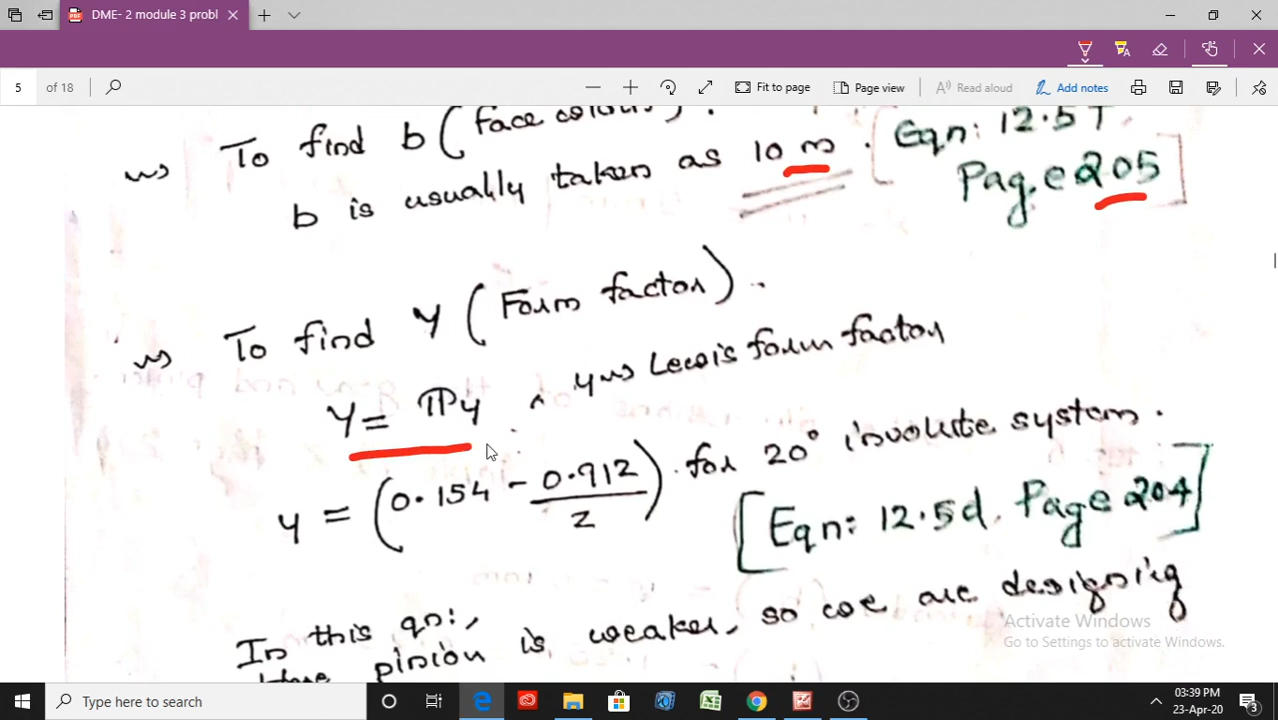 DME- 2 module 3 probl
5 of 18
Fit to page
Page view
Read aloud
Add notes
To find b (Face
b is usually taken as 10 m .
[Eqn: 12.5
Page 205]
To find Y (Form factor) .
Y = πy , y ⇝ Lewis form factor
y = (0.154 - 0.912/z) . for 20° involute system .
[Eqn: 12.5d, Page 204]
In this qn:, pinion is weaker, so we are designing
Activate Windows
Go to Settings to activate Windows.
Type here to search
03:39 PM
23-Apr-20
3